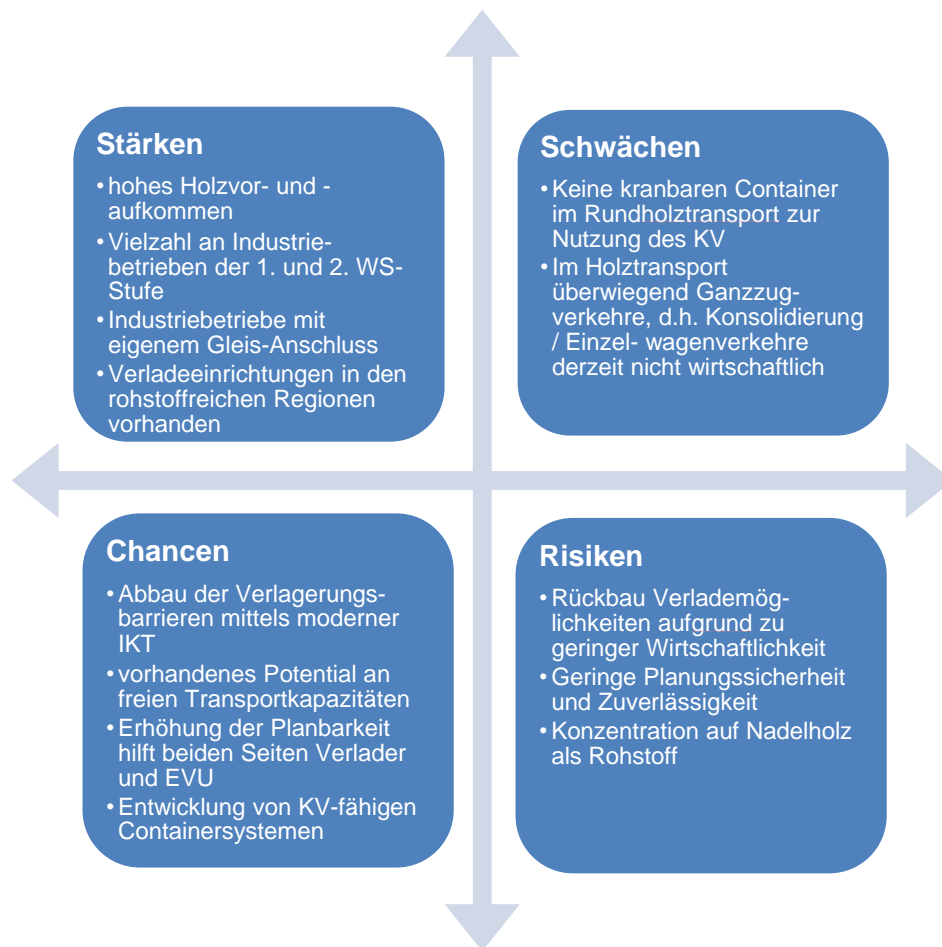 Stärken
• hohes Holzvor- und -
aufkommen
• Vielzahl an Industrie-
betrieben der 1. und 2. WS-
Stufe
• Industriebetriebe mit
eigenem Gleis-Anschluss
• Verladeeinrichtungen in den
rohstoffreichen Regionen
vorhanden
Schwächen
• Keine kranbaren Container
im Rundholztransport zur
Nutzung des KV
• Im Holztransport
überwiegend Ganzzug-
verkehre, d.h. Konsolidierung
/ Einzel- wagenverkehre
derzeit nicht wirtschaftlich
Chancen
• Abbau der Verlagerungs-
barrieren mittels moderner
IKT
• vorhandenes Potential an
freien Transportkapazitäten
• Erhöhung der Planbarkeit
hilft beiden Seiten Verlader
und EVU
• Entwicklung von KV-fähigen
Containersystemen
Risiken
• Rückbau Verlademög-
lichkeiten aufgrund zu
geringer Wirtschaftlichkeit
• Geringe Planungssicherheit
und Zuverlässigkeit
• Konzentration auf Nadelholz
als Rohstoff